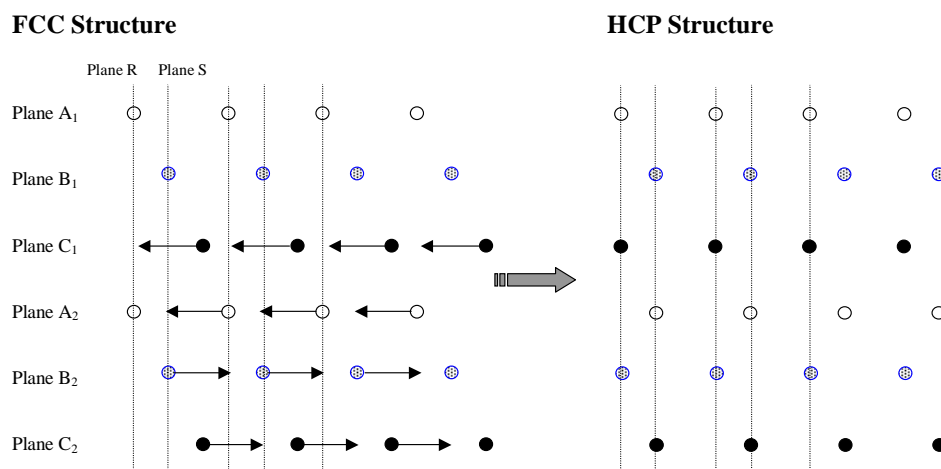 FCC Structure
HCP Structure
Plane R
Plane S
Plane A₁
Plane B₁
Plane C₁
Plane A₂
Plane B₂
Plane C₂